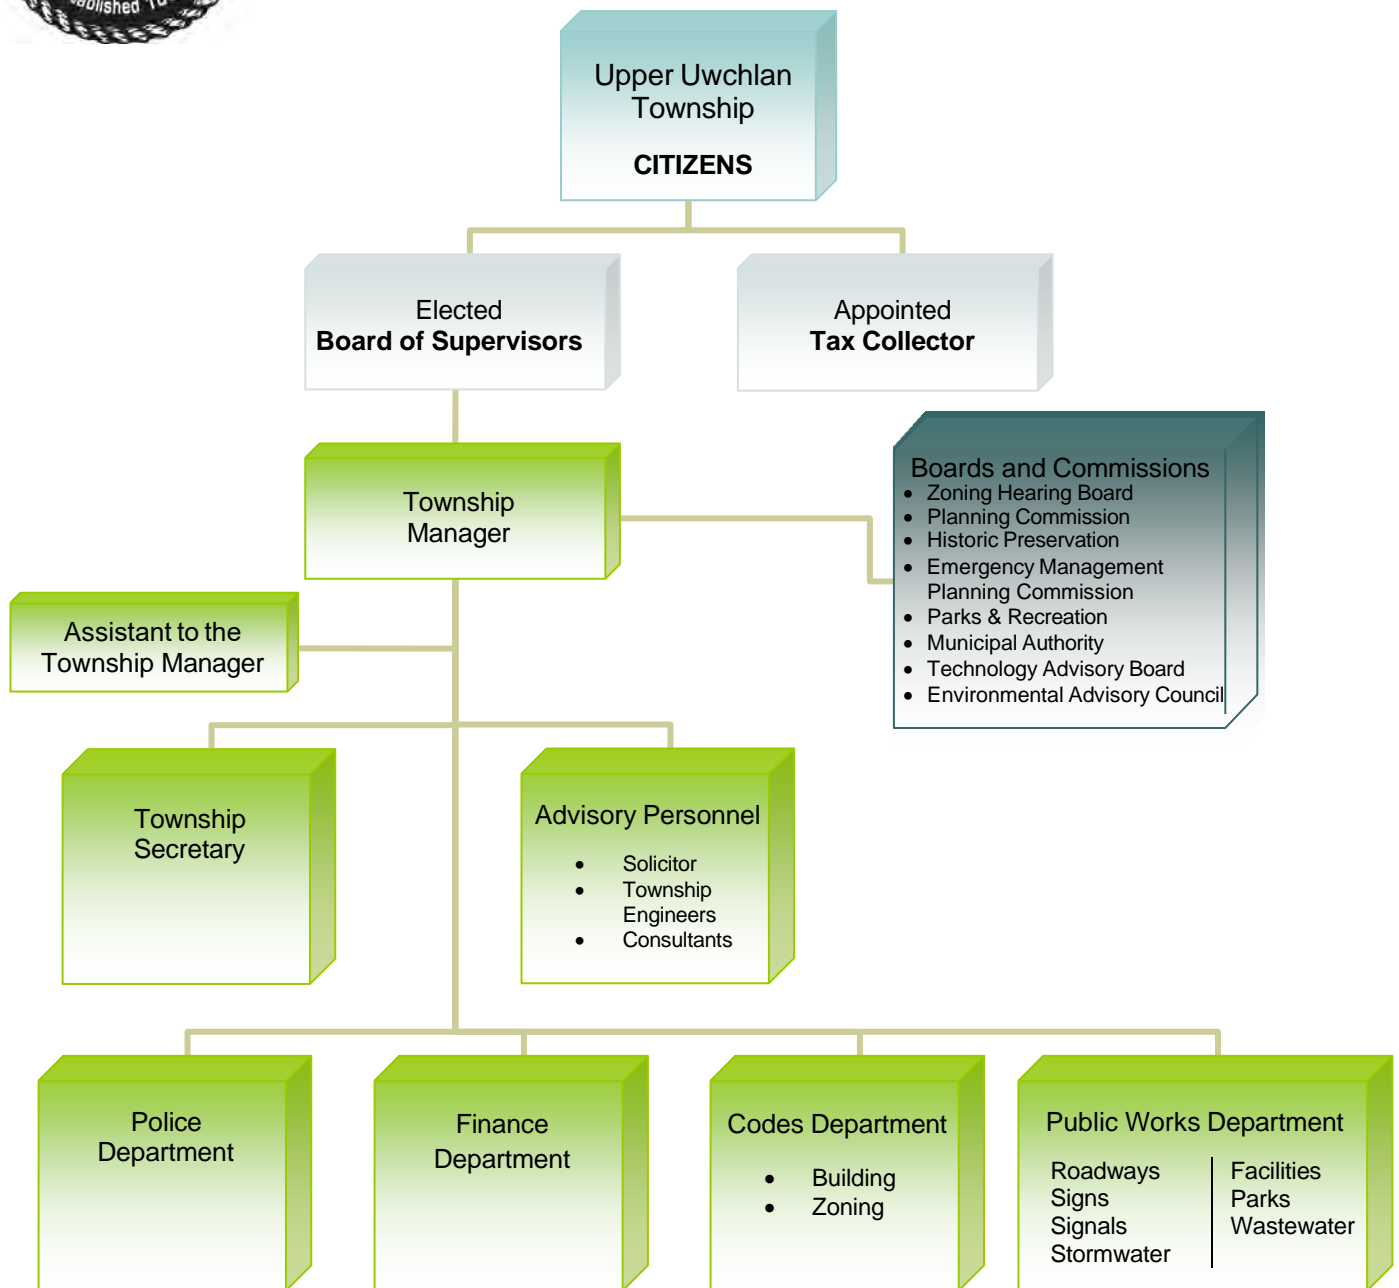 Established
Upper Uwchlan
Township
CITIZENS
Elected
Board of Supervisors
Appointed
Tax Collector
Township
Manager
Boards and Commissions
• Zoning Hearing Board
• Planning Commission
• Historic Preservation
• Emergency Management
Planning Commission
• Parks & Recreation
• Municipal Authority
• Technology Advisory Board
• Environmental Advisory Council
Assistant to the
Township Manager
Township
Secretary
Advisory Personnel
• Solicitor
• Township
Engineers
• Consultants
Police
Department
Finance
Department
Codes Department
• Building
• Zoning
Public Works Department
Roadways
Signs
Signals
Stormwater
Facilities
Parks
Wastewater